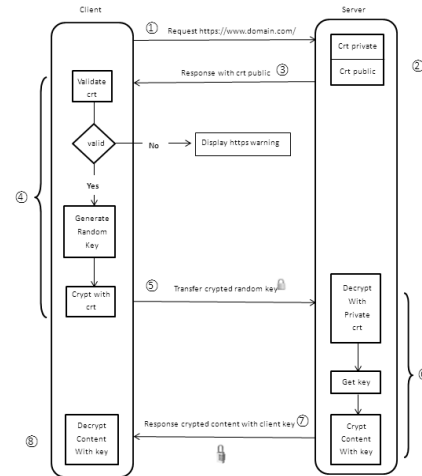 Client
Server
① Request https://www.domain.com/
Crt private
Crt public
②
Response with crt public ③
Validate
crt
valid
No
Display https warning
④
Yes
Generate
Random
Key
Crypt with
crt
⑤ Transfer crypted random key
Decrypt
With
Private
crt
Get key
Response crypted content with client key ⑦
Crypt
Content
With key
⑧
Decrypt
Content
With key